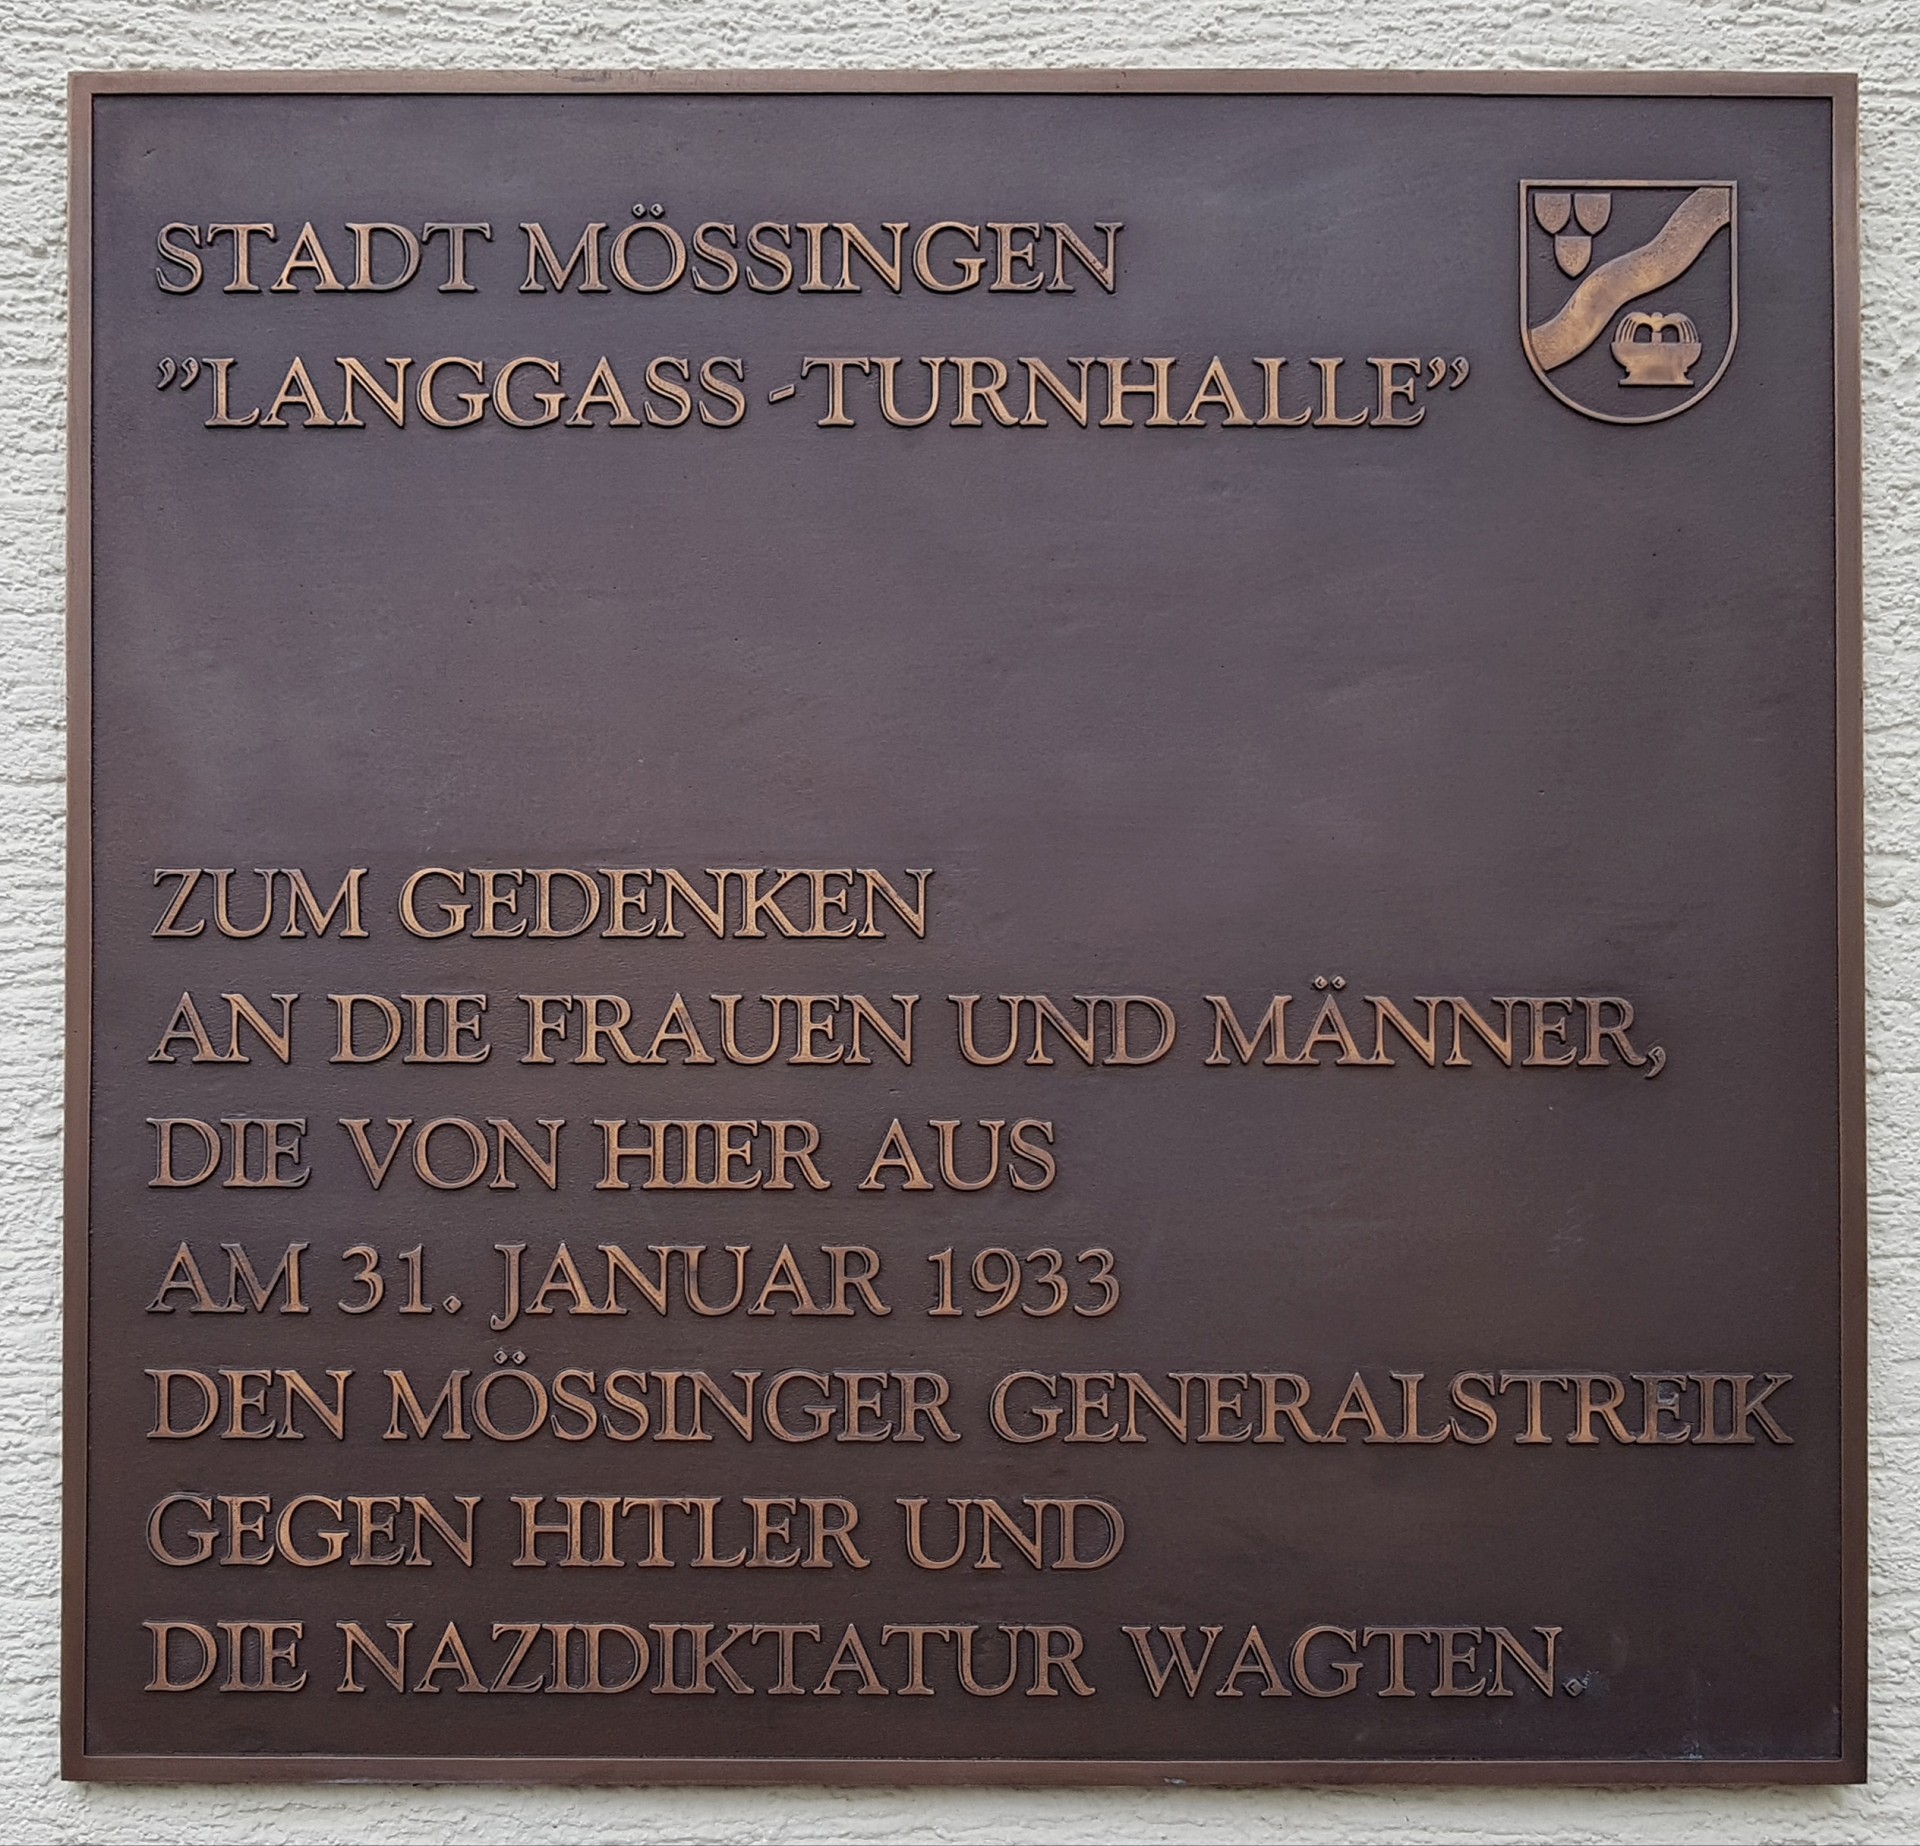 STADT MÖSSINGEN
”LANGGASS-TURNHALLE”
ZUM GEDENKEN
AN DIE FRAUEN UND MÄNNER,
DIE VON HIER AUS
AM 31. JANUAR 1933
DEN MÖSSINGER GENERALSTREIK
GEGEN HITLER UND
DIE NAZIDIKTATUR WAGTEN.